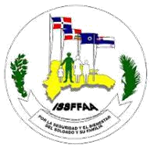 ISSFFAA
POR LA SEGURIDAD Y EL BIENESTAR
DEL SOLDADO Y SU FAMILIA